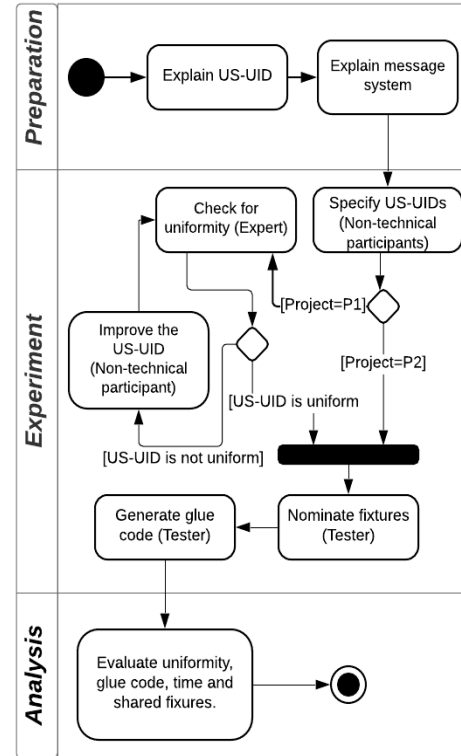 Preparation
Explain US-UID
Explain message
system
Experiment
Specify US-UIDs
(Non-technical
participants)
Check for
uniformity (Expert)
[Project=P1]
Improve the
US-UID
(Non-technical
participant)
[Project=P2]
[US-UID is uniform
[US-UID is not uniform]
Nominate fixtures
(Tester)
Generate glue
code (Tester)
Analysis
Evaluate uniformity,
glue code, time and
shared fixures.